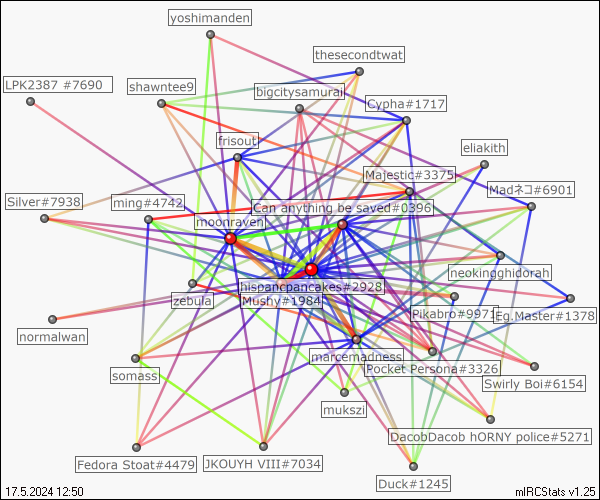 yoshimanden
thesecondtwat
LPK2387 #7690
shawntee9
bigcitysamurai
Cypha#1717
frisout
eliakith
Majestic#3375
Madネコ#6901
Silver#7938
ming#4742
Can anything be saved#0396
moonraven
neokingghidorah
hispancpancakes#2928
zebula
Mushy#1984
Pikabro#9971
Eg.Master#1378
normalwan
marcemadness
Pocket Persona#3326
somass
Swirly Boi#6154
mukszi
DacobDacob hORNY police#5271
Fedora Stoat#4479
JKOUYH VIII#7034
Duck#1245
17.5.2024 12:50
mIRCStats v1.25